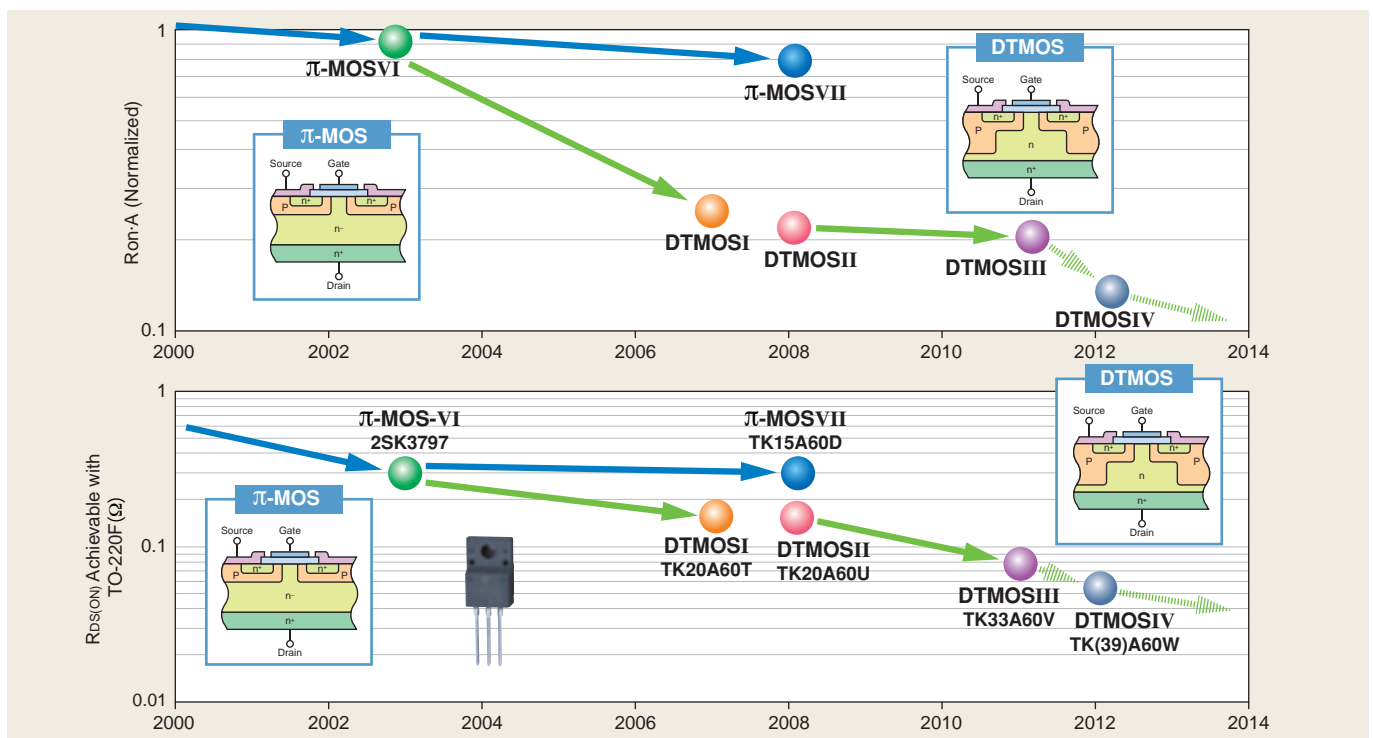 1
π-MOSVI
π-MOSVII
DTMOS
Source
Gate
n+
n+
P
P
n
n+
Drain
π-MOS
Source
Gate
n+
n+
P
P
n–
n+
Drain
DTMOSI
DTMOSII
DTMOSIII
DTMOSIV
Ron·A (Normalized)
0.1
2000 2002 2004 2006 2008 2010 2012 2014
1
π-MOS-VI
2SK3797
π-MOSVII
TK15A60D
DTMOS
Source Gate
n+ n+
P P
n
n+
Drain
π-MOS
Source Gate
n+ n+
P P
n–
n+
Drain
DTMOSI
TK20A60T
DTMOSII
TK20A60U
DTMOSIII
TK33A60V
DTMOSIV
TK(39)A60W
RDS(ON) Achievable with
TO-220F(Ω)
0.1
0.01
2000 2002 2004 2006 2008 2010 2012 2014